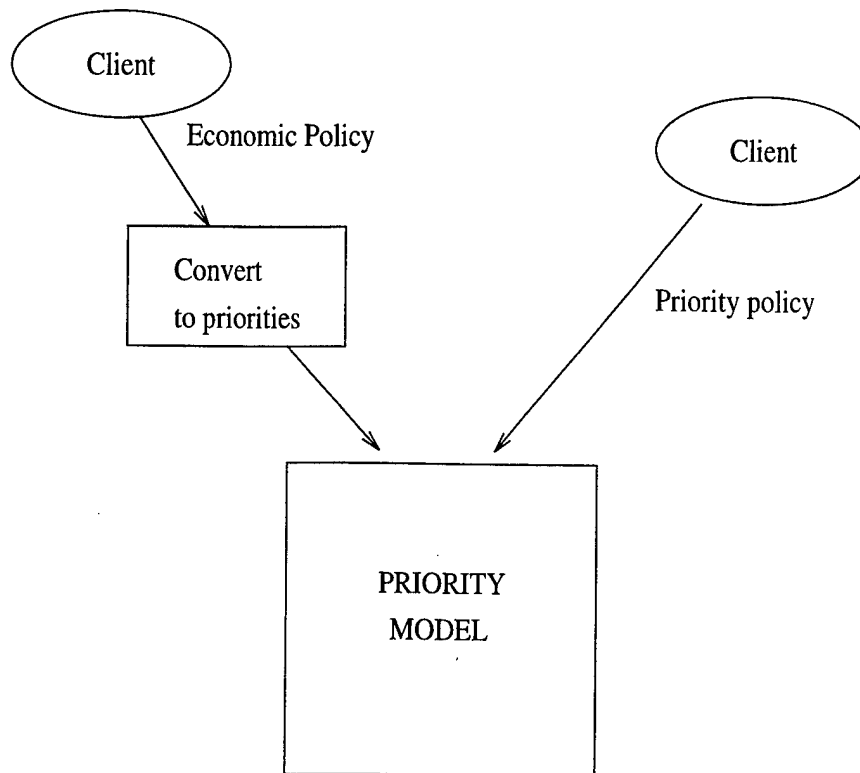 Client
Economic Policy
Client
Convert
to priorities
Priority policy
PRIORITY
MODEL